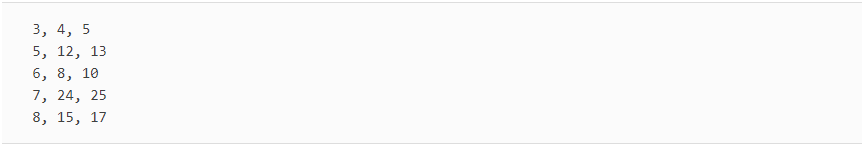 3, 4, 5
5, 12, 13
6, 8, 10
7, 24, 25
8, 15, 17